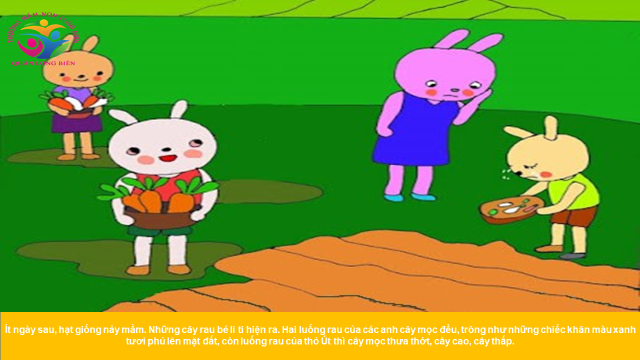 Ít ngày sau, hạt giống nảy mầm. Những cây rau bé li ti hiện ra. Hai luống rau của các anh cây mọc đều, trông như những chiếc khăn màu xanh
tươi phủ lên mặt đất, còn luống rau của thỏ Út thì cây mọc thưa thớt, cây cao, cây thấp.